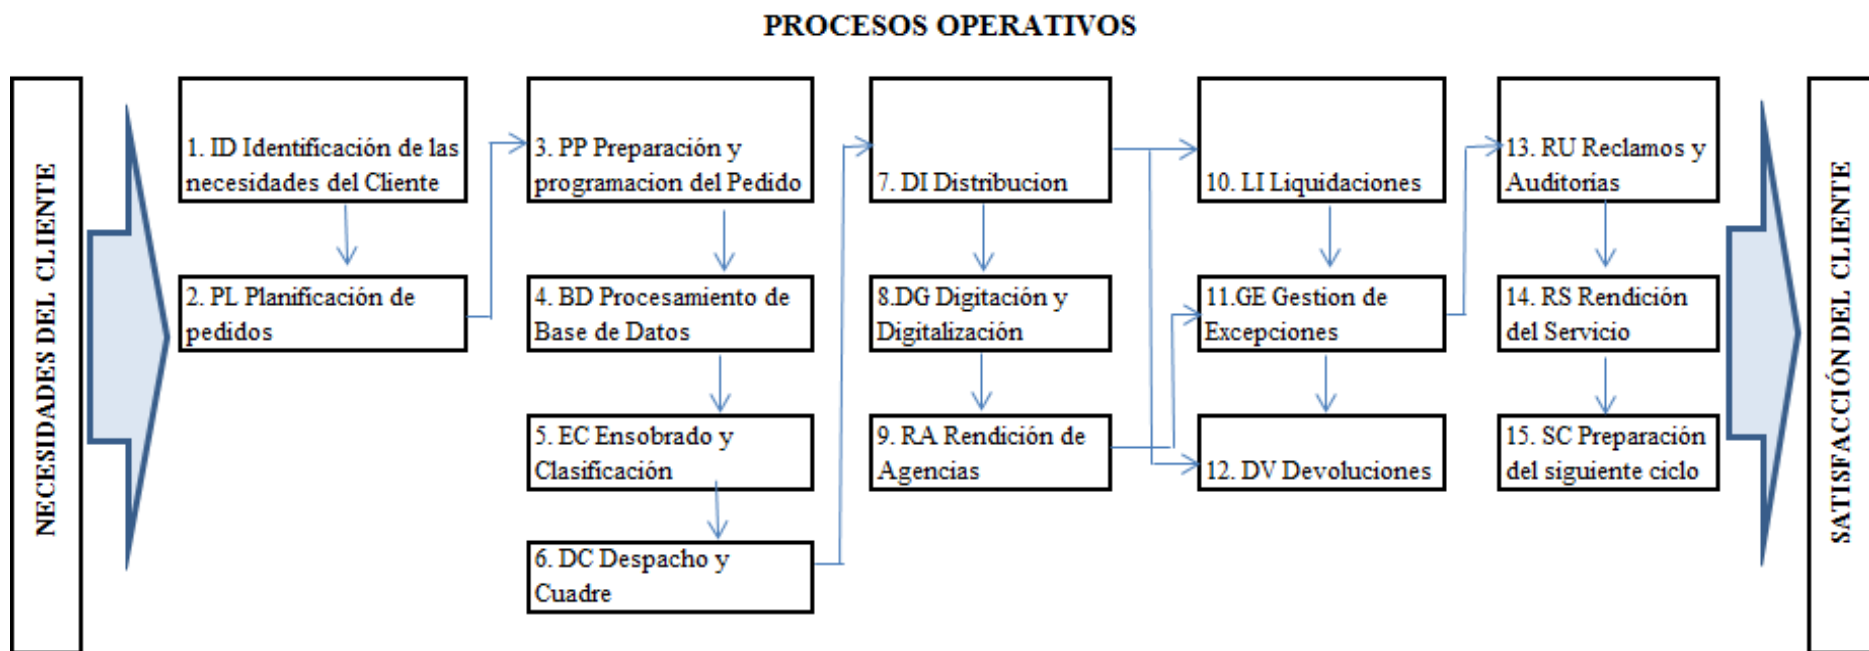 PROCESOS OPERATIVOS
NECESIDADES DEL CLIENTE
1. ID Identificación de las
necesidades del Cliente
2. PL Planificación de
pedidos
3. PP Preparación y
programacion del Pedido
4. BD Procesamiento de
Base de Datos
5. EC Ensobrado y
Clasificación
6. DC Despacho y
Cuadre
7. DI Distribucion
8.DG Digitación y
Digitalización
9. RA Rendición de
Agencias
10. LI Liquidaciones
11.GE Gestion de
Excepciones
12. DV Devoluciones
13. RU Reclamos y
Auditorias
14. RS Rendición
del Servicio
15. SC Preparación
del siguiente ciclo
SATISFACCIÓN DEL CLIENTE